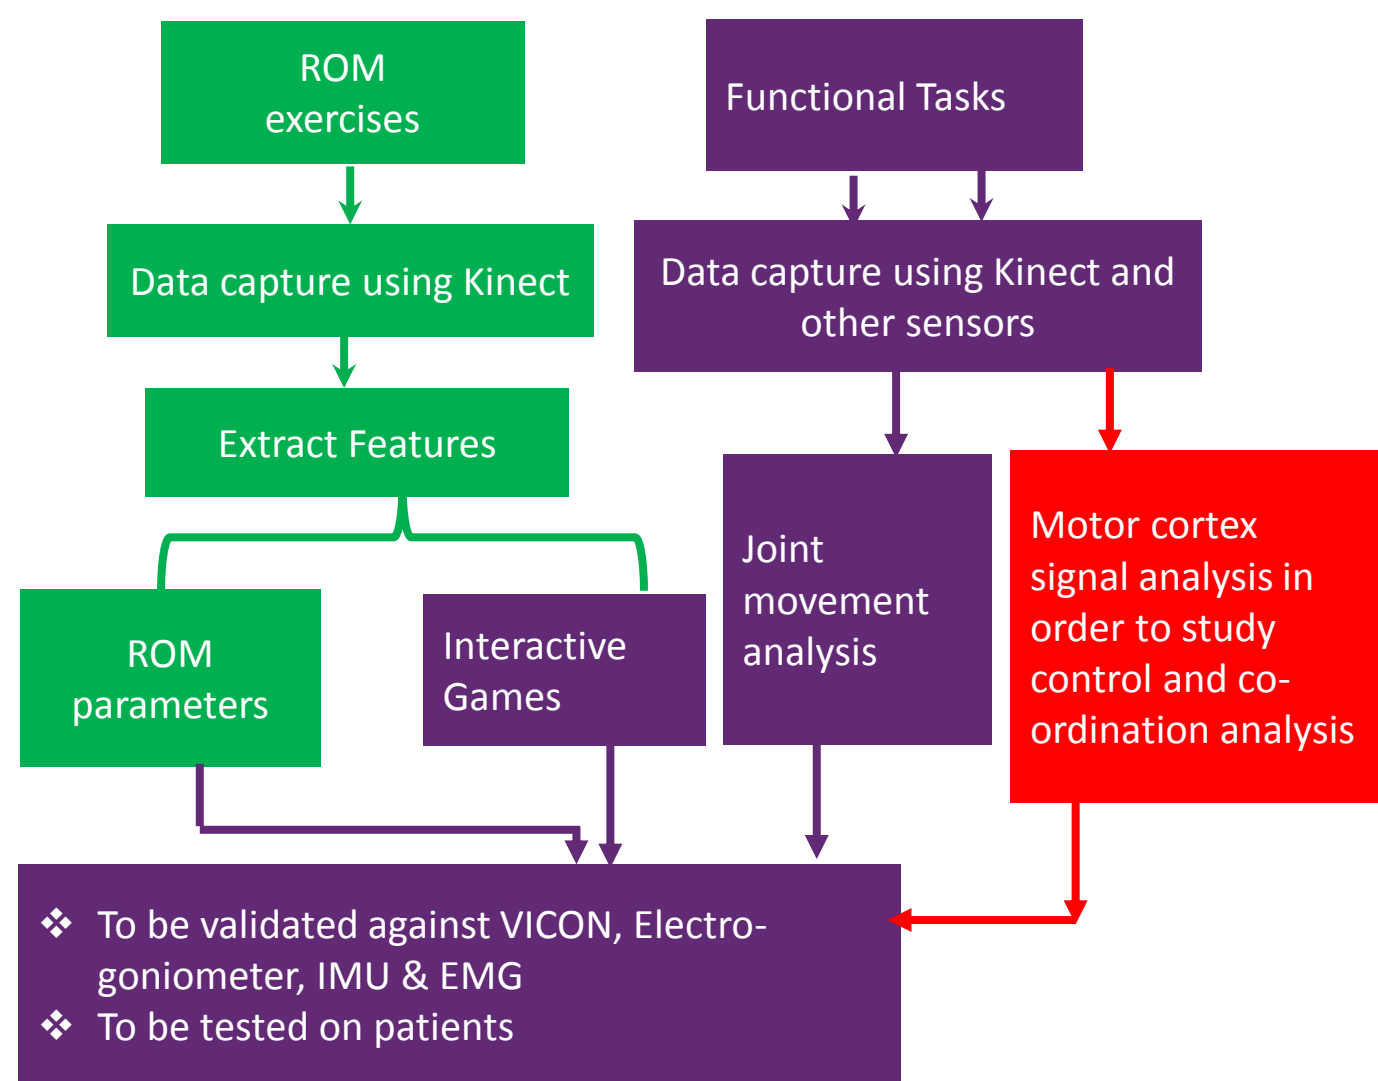 ROM
exercises
Functional Tasks
Data capture using Kinect
Data capture using Kinect and
other sensors
Extract Features
Joint
movement
analysis
Motor cortex
signal analysis in
order to study
control and co-
ordination analysis
ROM
parameters
Interactive
Games
❖ To be validated against VICON, Electro-
goniometer, IMU & EMG
❖ To be tested on patients